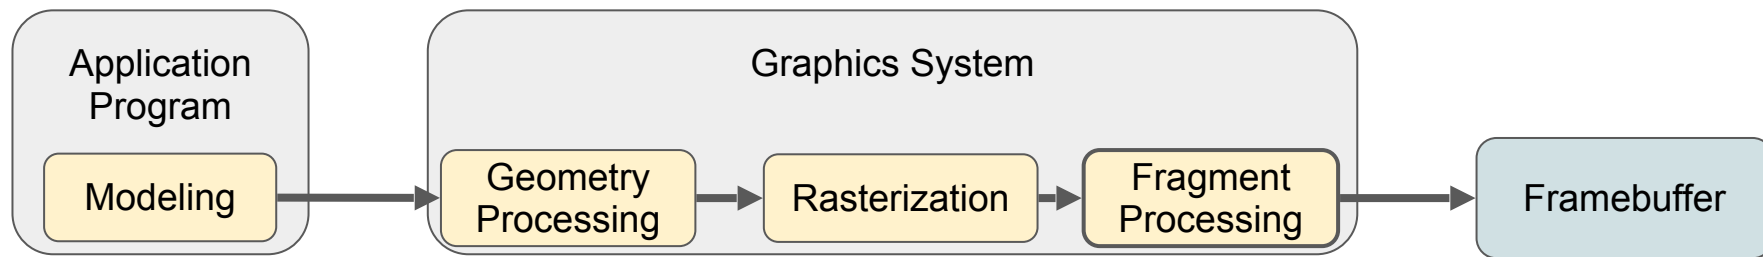 Application
Program
Graphics System
Modeling
Geometry
Processing
Rasterization
Fragment
Processing
Framebuffer